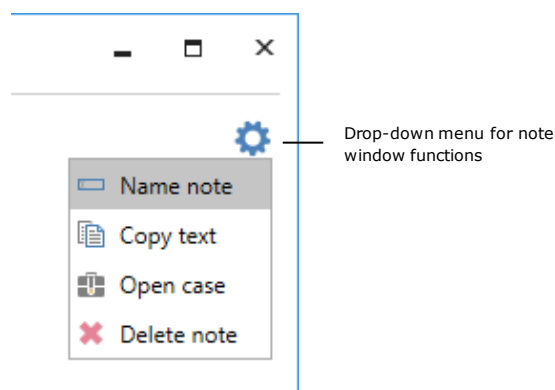 Drop-down menu for note
window functions
Name note
Copy text
Open case
Delete note